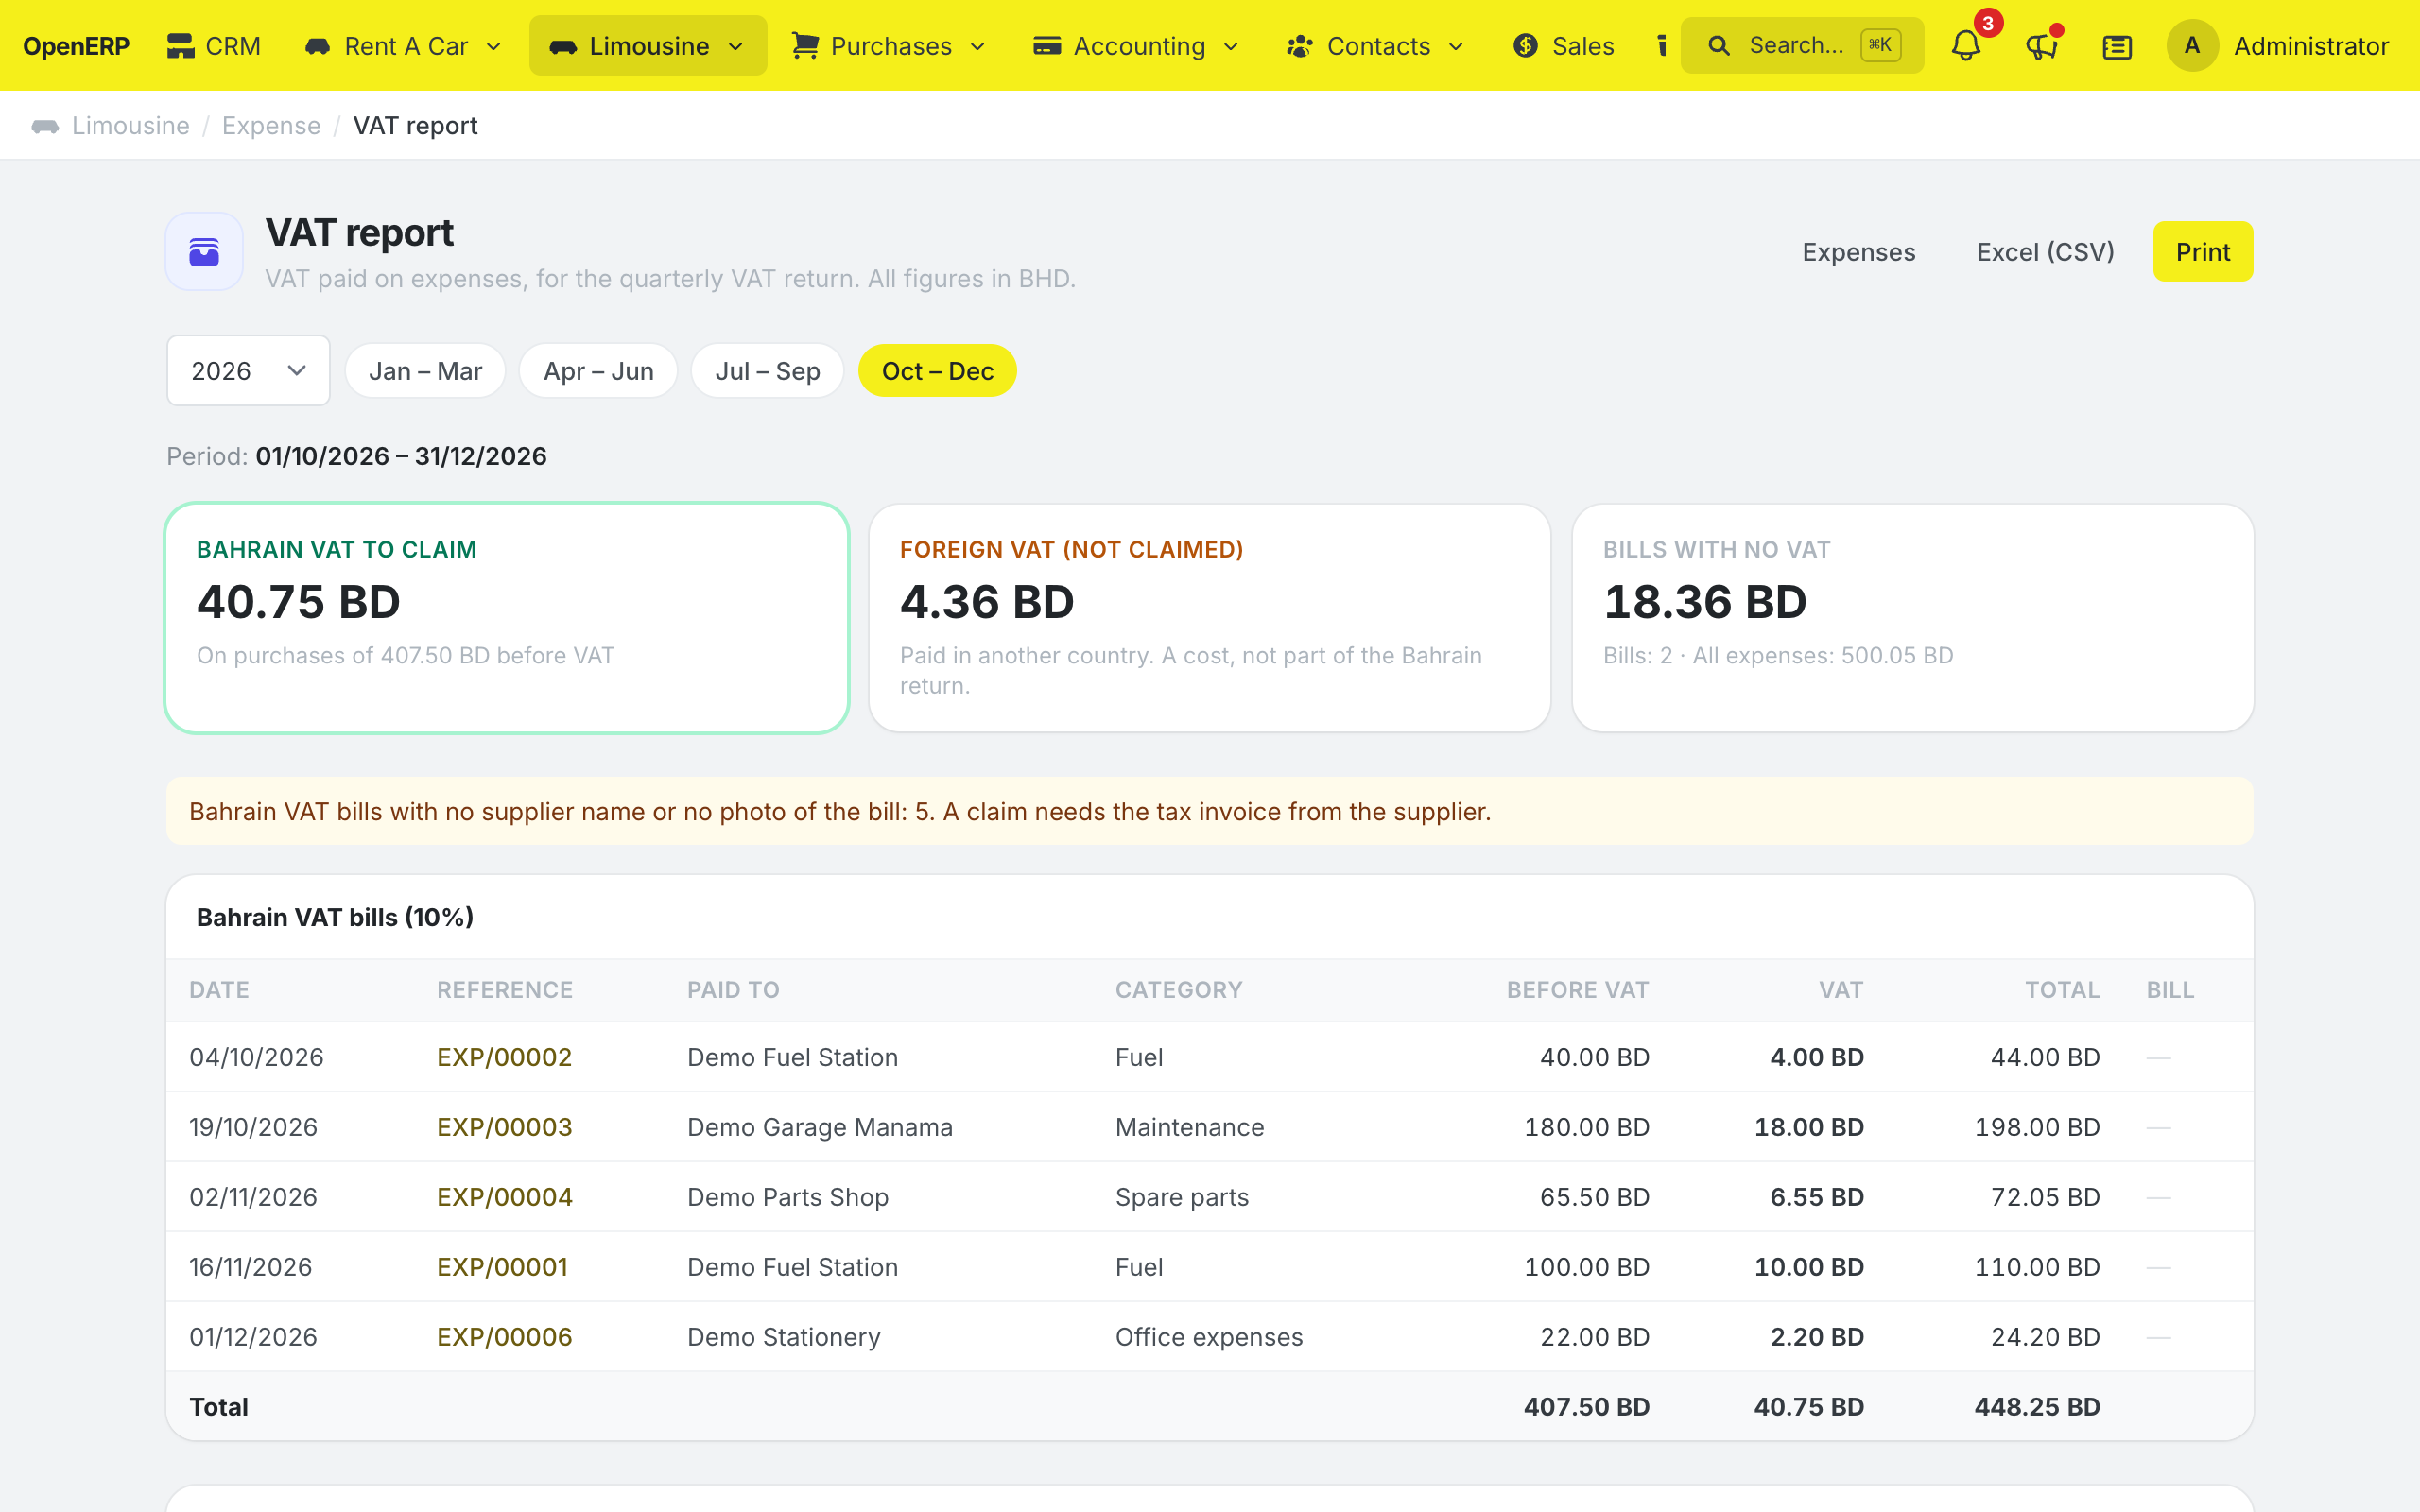 OpenERP CRM Rent A Car Limousine Purchases Accounting Contacts Sales Search... ⌘K 3 A Administrator
Limousine / Expense / VAT report
VAT report
VAT paid on expenses, for the quarterly VAT return. All figures in BHD.
Expenses Excel (CSV) Print
2026 Jan – Mar Apr – Jun Jul – Sep Oct – Dec
Period: 01/10/2026 – 31/12/2026
BAHRAIN VAT TO CLAIM
40.75 BD
On purchases of 407.50 BD before VAT
FOREIGN VAT (NOT CLAIMED)
4.36 BD
Paid in another country. A cost, not part of the Bahrain
return.
BILLS WITH NO VAT
18.36 BD
Bills: 2 · All expenses: 500.05 BD
Bahrain VAT bills with no supplier name or no photo of the bill: 5. A claim needs the tax invoice from the supplier.
Bahrain VAT bills (10%)
DATE REFERENCE PAID TO CATEGORY BEFORE VAT VAT TOTAL BILL
04/10/2026 EXP/00002 Demo Fuel Station Fuel 40.00 BD 4.00 BD 44.00 BD —
19/10/2026 EXP/00003 Demo Garage Manama Maintenance 180.00 BD 18.00 BD 198.00 BD —
02/11/2026 EXP/00004 Demo Parts Shop Spare parts 65.50 BD 6.55 BD 72.05 BD —
16/11/2026 EXP/00001 Demo Fuel Station Fuel 100.00 BD 10.00 BD 110.00 BD —
01/12/2026 EXP/00006 Demo Stationery Office expenses 22.00 BD 2.20 BD 24.20 BD —
Total 407.50 BD 40.75 BD 448.25 BD